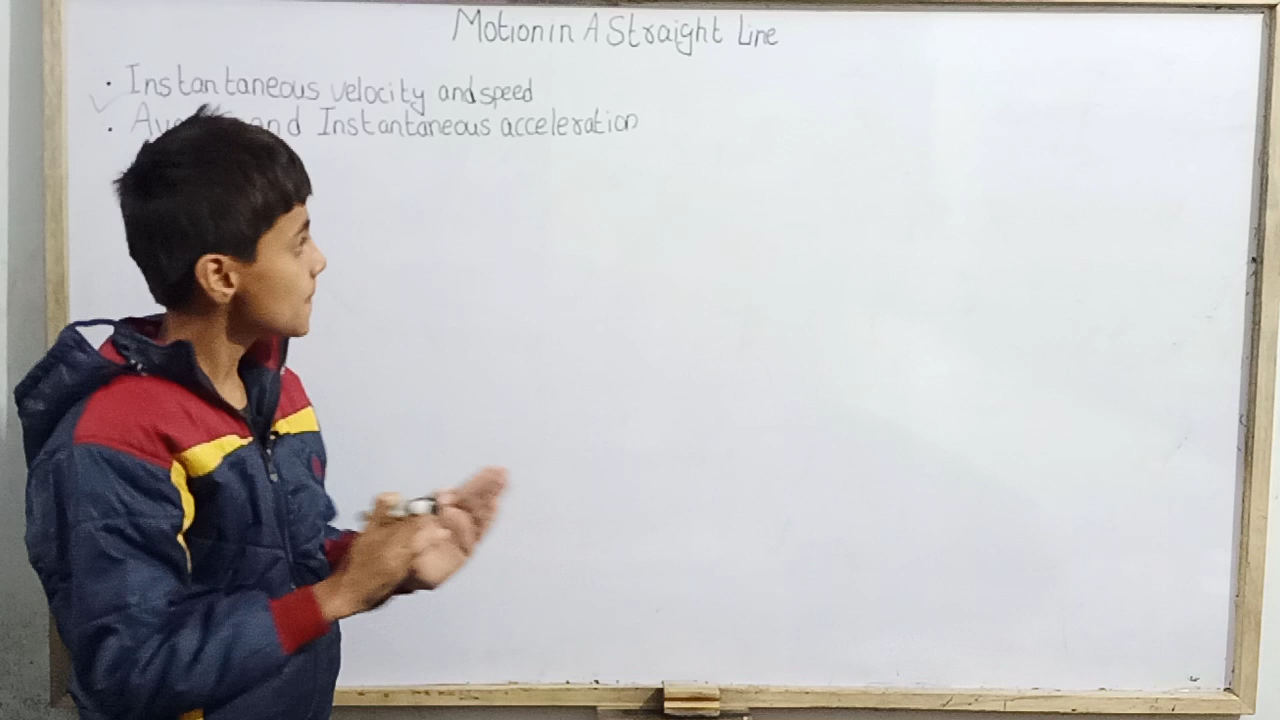 Motion in A Straight Line
• Instantaneous velocity and speed
• and Instantaneous acceleration